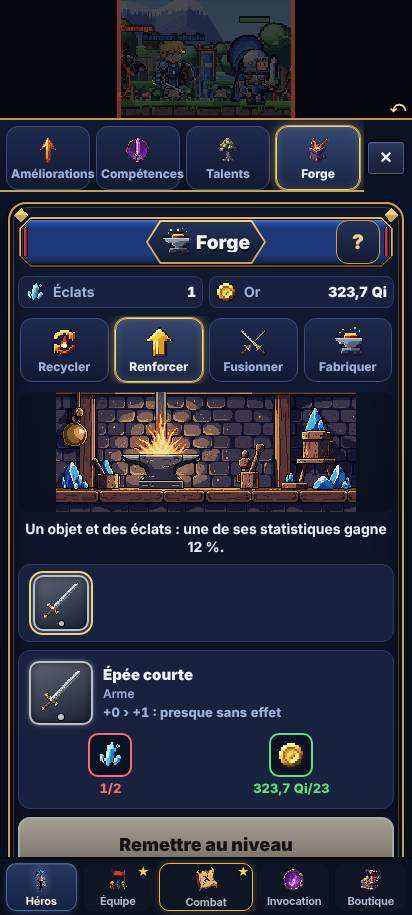 Améliorations
Compétences
Talents
Forge
×
Forge
?
Éclats
1
Or
323,7 Qi
Recycler
Renforcer
Fusionner
Fabriquer
Un objet et des éclats : une de ses statistiques gagne
12 %.
Épée courte
Arme
+0 › +1 : presque sans effet
1/2
323,7 Qi/23
Remettre au niveau
Héros
Équipe
Combat
Invocation
Boutique